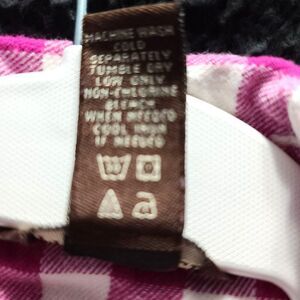 MACHINE WASH
COLD
SEPARATELY
TUMBLE DRY
LOW ONLY
NON-CHLORINE
BLEACH
WHEN NEEDED
COOL IRON
IF NEEDED